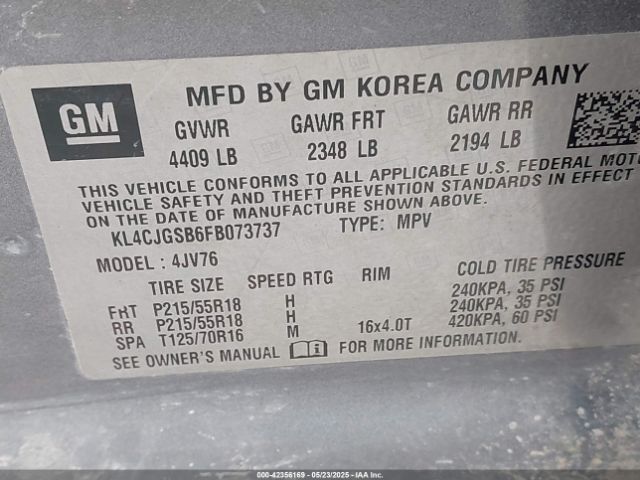 MFD BY GM KOREA COMPANY
GM
GVWR GAWR FRT GAWR RR
4409 LB 2348 LB 2194 LB
THIS VEHICLE CONFORMS TO ALL APPLICABLE U.S. FEDERAL MOTO
VEHICLE SAFETY AND THEFT PREVENTION STANDARDS IN EFFECT
ON THE DATE OF MANUFACTURE SHOWN ABOVE.
KL4CJGSB6FB073737 TYPE: MPV
MODEL : 4JV76
TIRE SIZE SPEED RTG RIM COLD TIRE PRESSURE
FRT P215/55R18 H 240KPA, 35 PSI
RR P215/55R18 H 240KPA, 35 PSI
SPA T125/70R16 M 16x4.0T 420KPA, 60 PSI
SEE OWNER'S MANUAL FOR MORE INFORMATION.
000-42356169 - 05/23/2025 - IAA Inc.